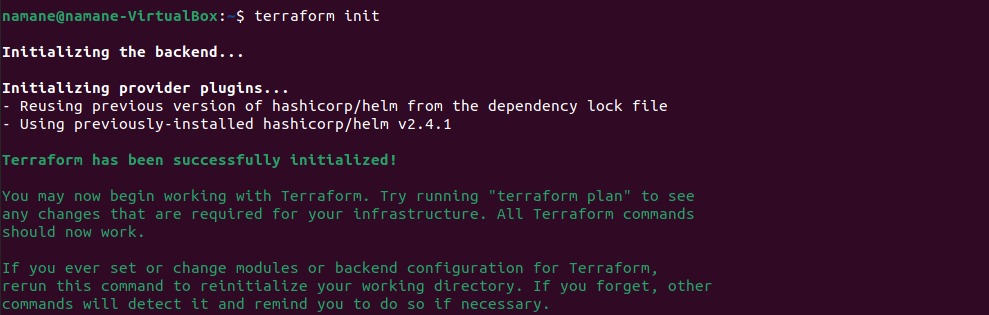 namane@namane-VirtualBox:~$ terraform init
Initializing the backend...
Initializing provider plugins...
- Reusing previous version of hashicorp/helm from the dependency lock file
- Using previously-installed hashicorp/helm v2.4.1
Terraform has been successfully initialized!
You may now begin working with Terraform. Try running "terraform plan" to see
any changes that are required for your infrastructure. All Terraform commands
should now work.
If you ever set or change modules or backend configuration for Terraform,
rerun this command to reinitialize your working directory. If you forget, other
commands will detect it and remind you to do so if necessary.